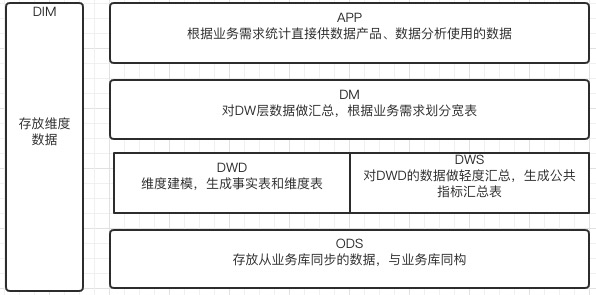 DIM
存放维度
数据
APP
根据业务需求统计直接供数据产品、数据分析使用的数据
DM
对DW层数据做汇总，根据业务需求划分宽表
DWD
维度建模，生成事实表和维度表
DWS
对DWD的数据做轻度汇总，生成公共
指标汇总表
ODS
存放从业务库同步的数据，与业务库同构